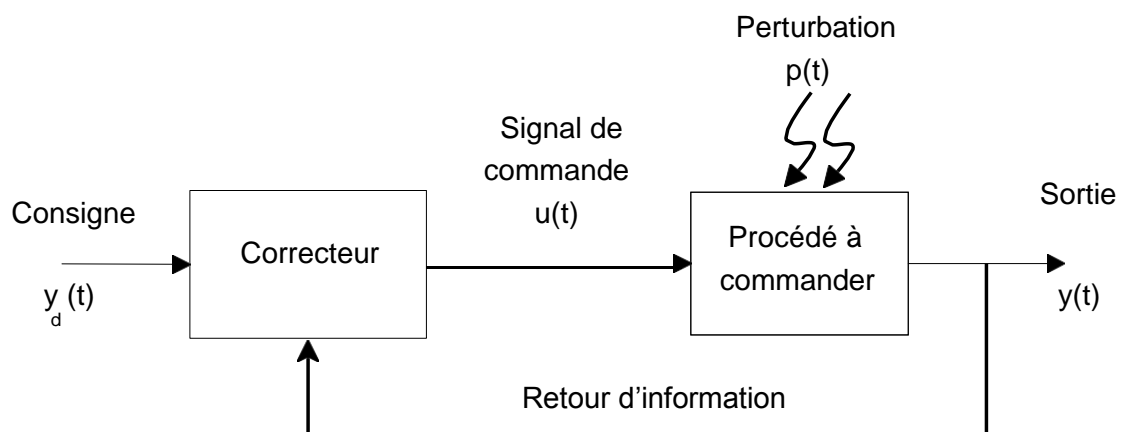 Perturbation
p(t)
Signal de
commande
u(t)
Consigne
y_d(t)
Correcteur
Procédé à
commander
Sortie
y(t)
Retour d’information